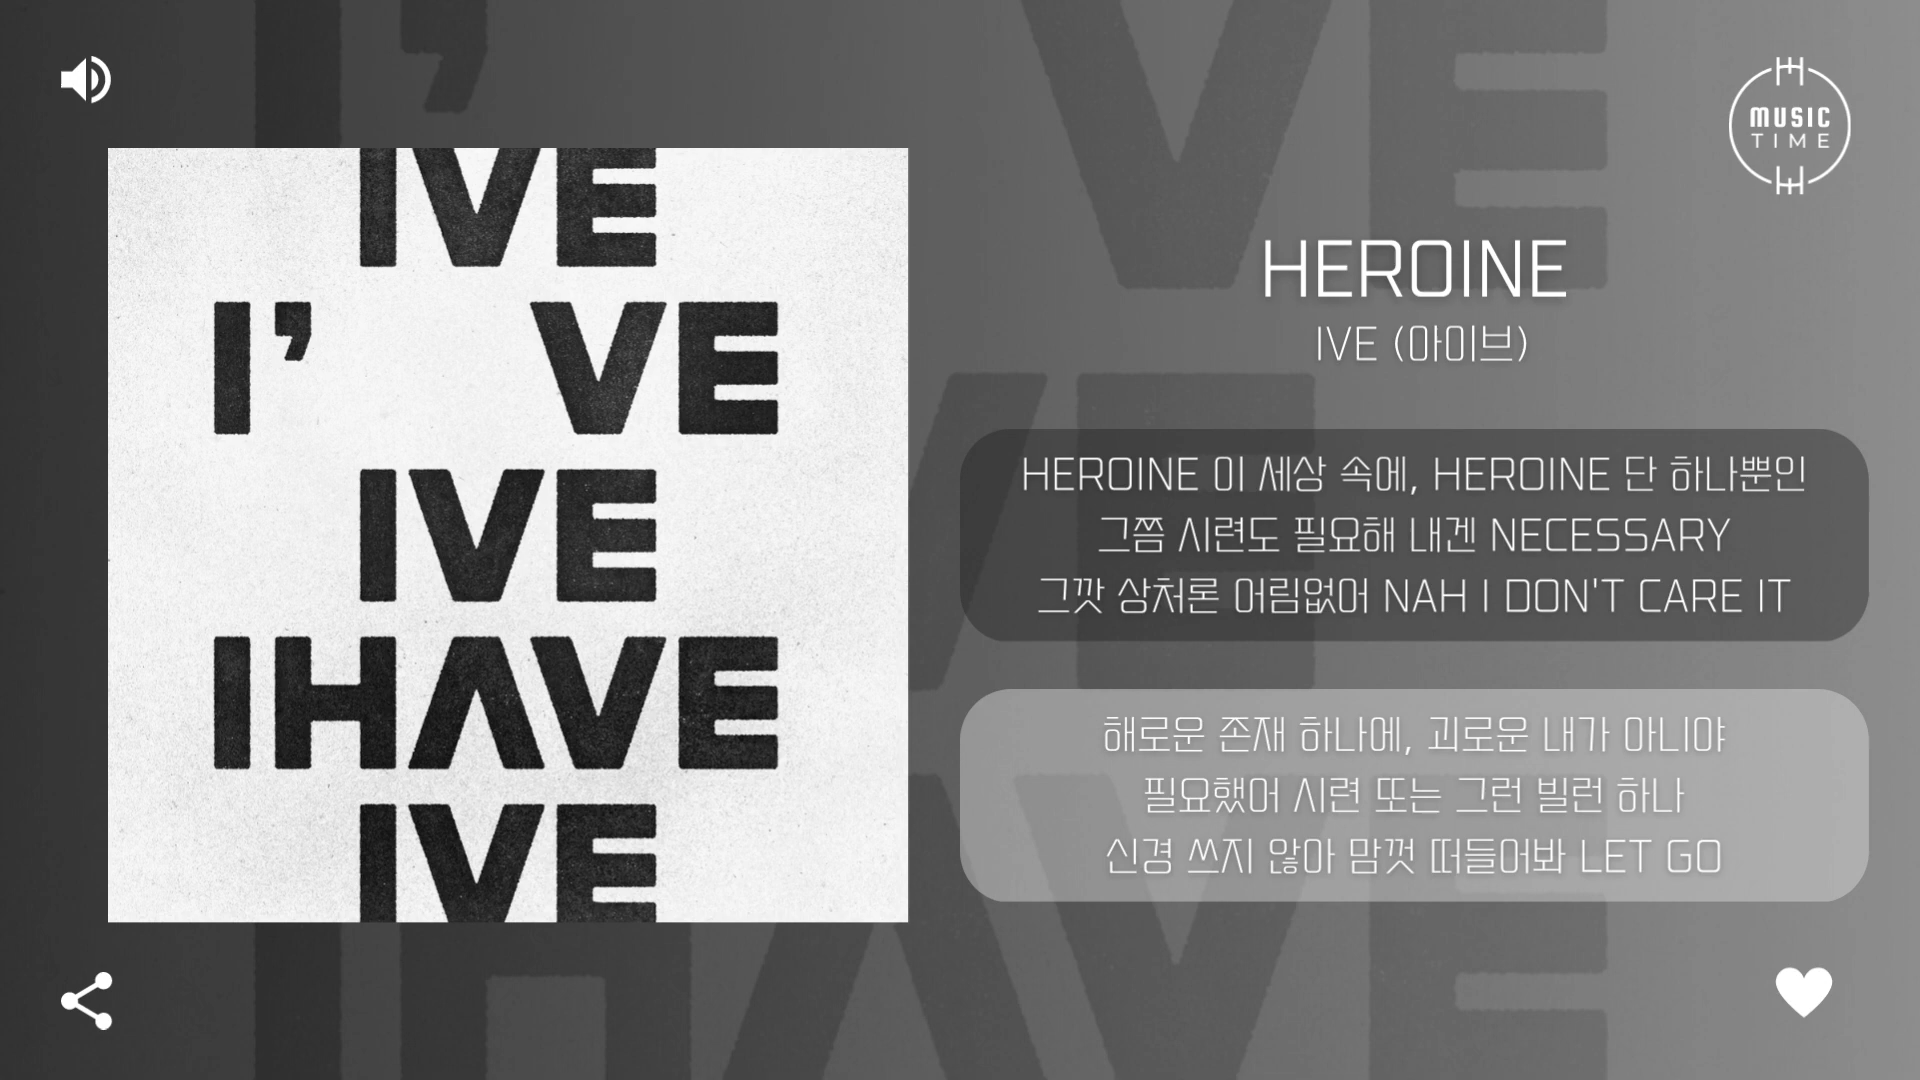 IVE
I' VE
IVE
IHAVE
IVE
MUSIC
TIME
HEROINE
IVE (아이브)
HEROINE 이 세상 속에, HEROINE 단 하나뿐인
그쯤 시련도 필요해 내겐 NECESSARY
그깟 상처론 어림없어 NAH I DON'T CARE IT
해로운 존재 하나에, 괴로운 내가 아니야
필요했어 시련 또는 그런 빌런 하나
신경 쓰지 않아 맘껏 떠들어봐 LET GO